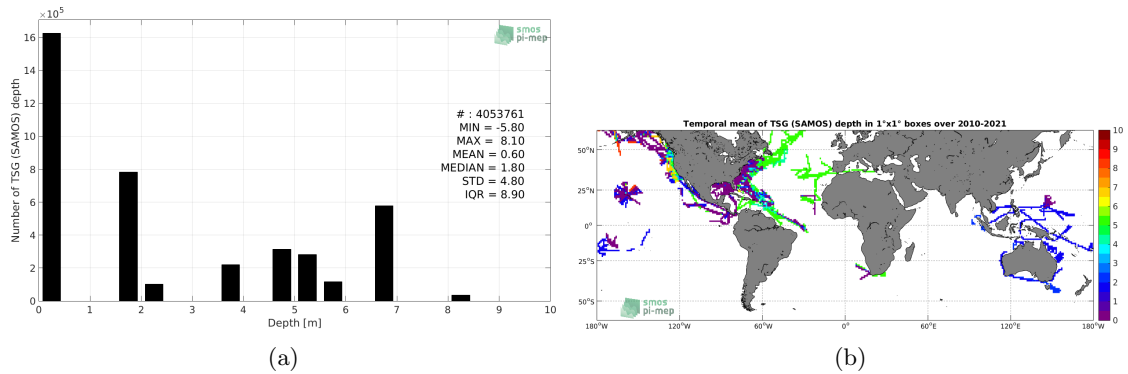 ×10⁵
smos
pi-mep
16
14
12
10
8
6
4
2
0
Number of TSG (SAMOS) depth
# : 4053761
MIN = -5.80
MAX = 8.10
MEAN = 0.60
MEDIAN = 1.80
STD = 4.80
IQR = 8.90
0 1 2 3 4 5 6 7 8 9 10
Depth [m]
(a)
Temporal mean of TSG (SAMOS) depth in 1°x1° boxes over 2010-2021
50°N
25°N
0°
25°S
50°S
smos
pi-mep
180°W 120°W 60°W 0° 60°E 120°E 180°W
10
9
8
7
6
5
4
3
2
1
0
(b)